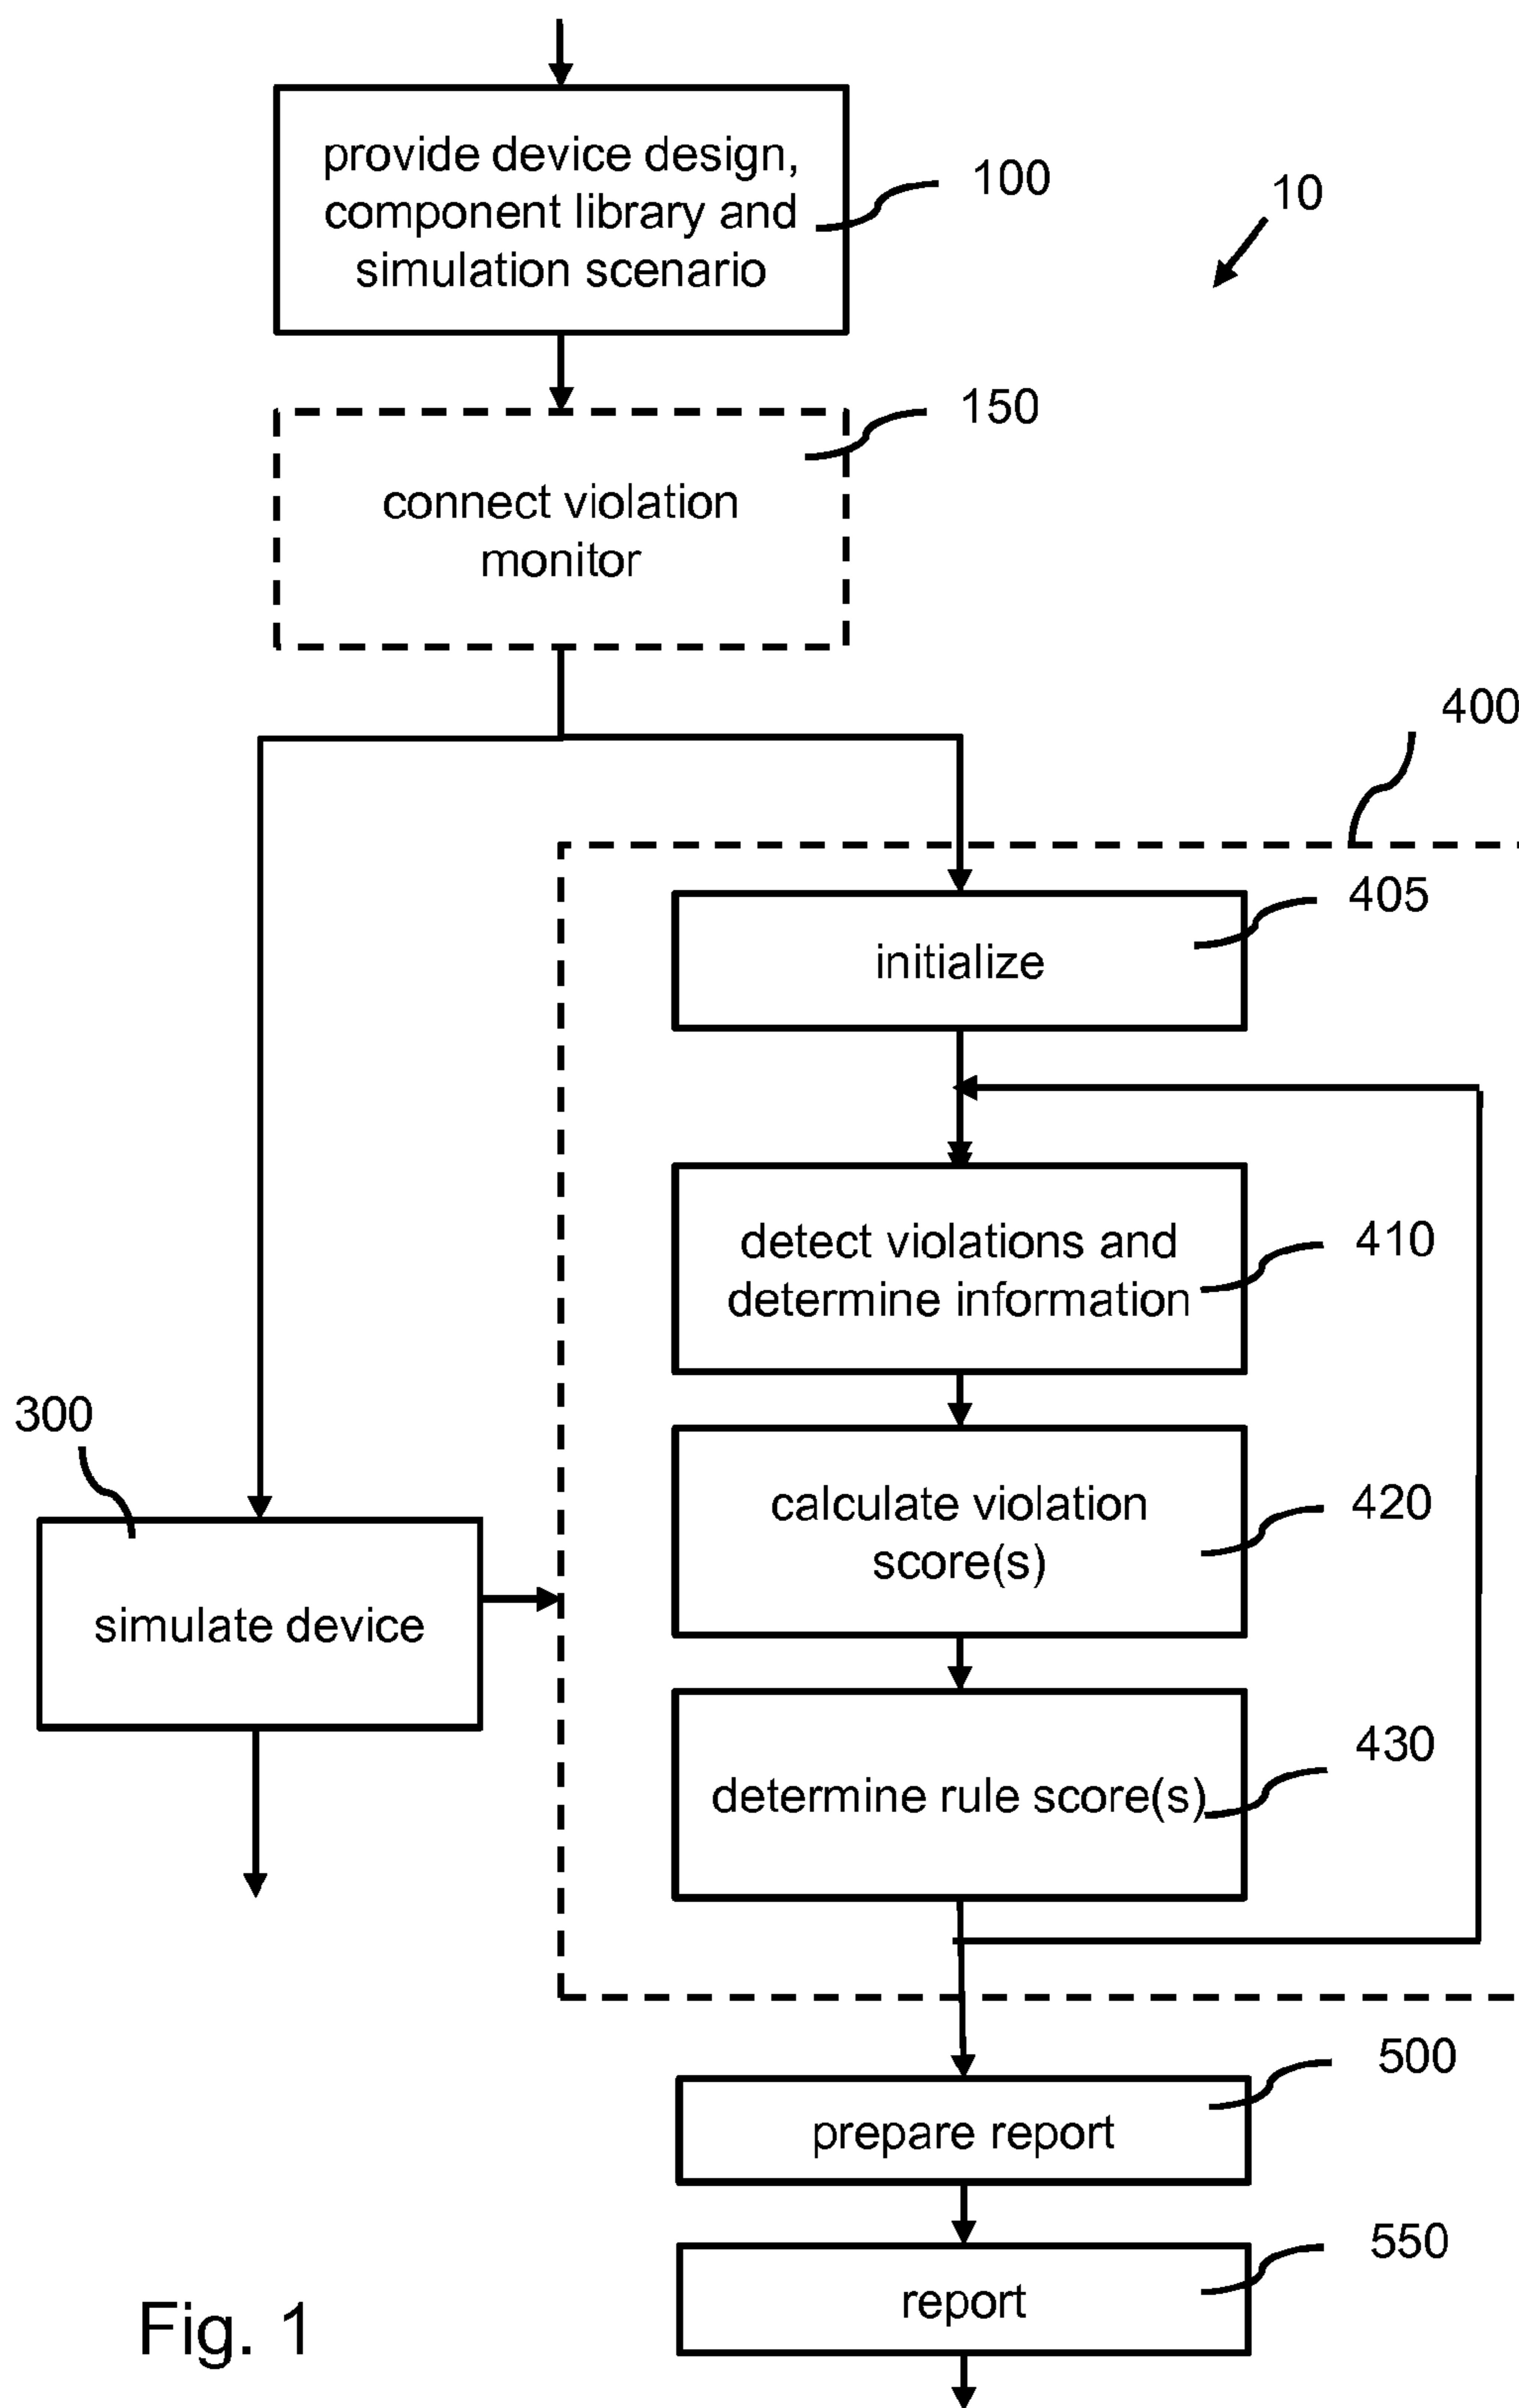 provide device design,
component library and
simulation scenario
100
10
150
connect violation
monitor
400
405
initialize
detect violations and
determine information
410
300
calculate violation
score(s)
420
simulate device
430
determine rule score(s)
500
prepare report
550
report
Fig. 1